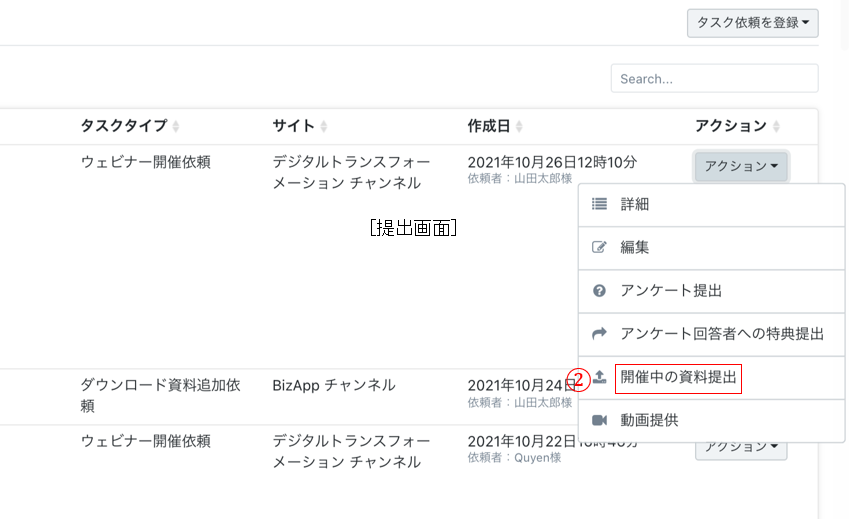 タスク依頼を登録
Search...
タスクタイプ サイト 作成日 アクション
ウェビナー開催依頼 デジタルトランスフォー 2021年10月26日12時10分 アクション
メーション チャンネル 依頼者：山田太郎様
詳細
[提出画面]
編集
アンケート提出
アンケート回答者への特典提出
② 開催中の資料提出
ダウンロード資料追加依 BizApp チャンネル 2021年10月24日
頼 依頼者：山田太郎様
動画提供
ウェビナー開催依頼 デジタルトランスフォー 2021年10月22日 アクション
メーション チャンネル 依頼者：Quyen様